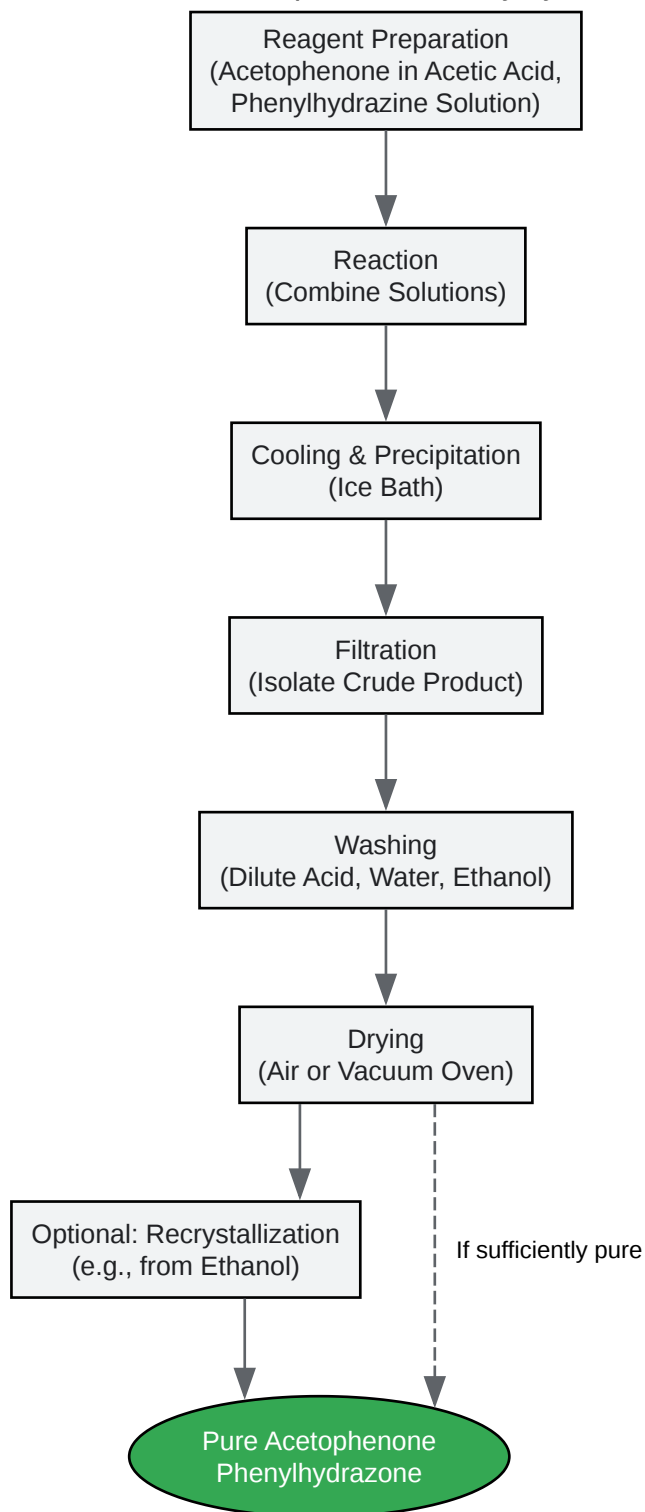 Reagent Preparation
(Acetophenone in Acetic Acid,
Phenylhydrazine Solution)
Reaction
(Combine Solutions)
Cooling & Precipitation
(Ice Bath)
Filtration
(Isolate Crude Product)
Washing
(Dilute Acid, Water, Ethanol)
Drying
(Air or Vacuum Oven)
Optional: Recrystallization
(e.g., from Ethanol)
If sufficiently pure
Pure Acetophenone
Phenylhydrazone